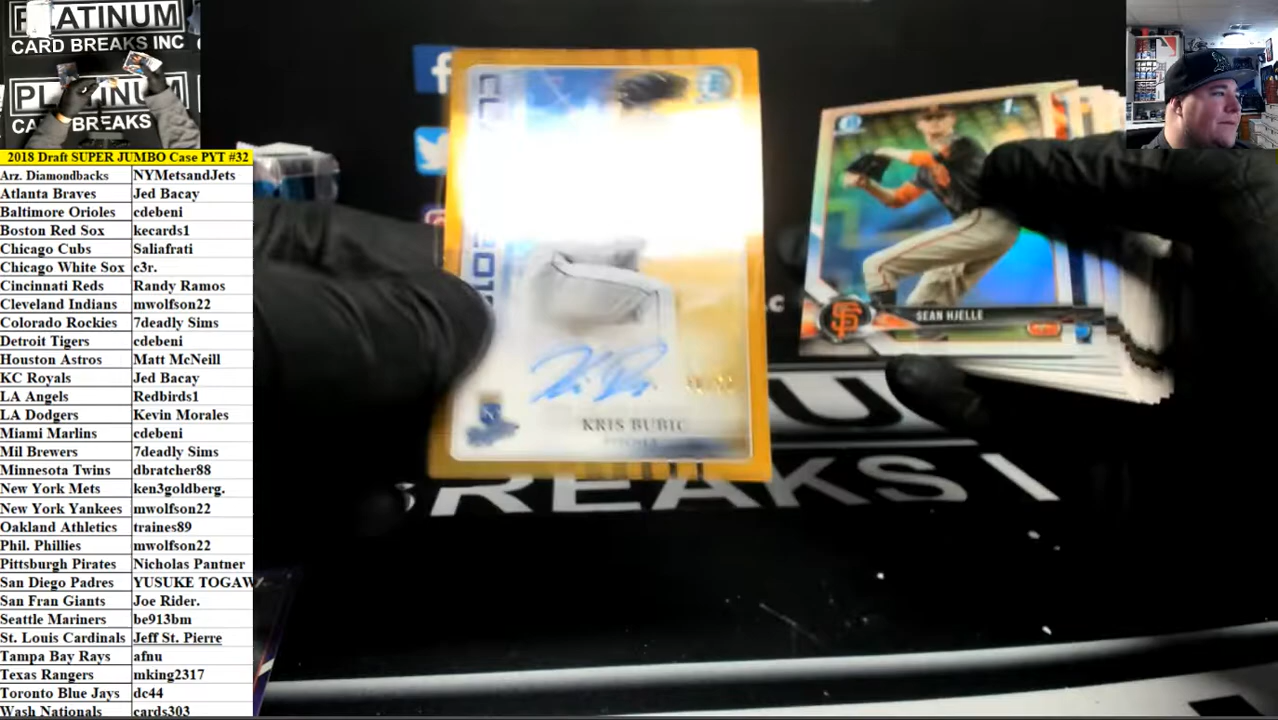 PLATINUM
CARD BREAKS INC
PLATINUM
CARD BREAKS
2018 Draft SUPER JUMBO Case PYT #32
Arz. Diamondbacks NYMetsandJets
Atlanta Braves Jed Bacay
Baltimore Orioles cdebeni
Boston Red Sox kecards1
Chicago Cubs Saliafrati
Chicago White Sox c3r.
Cincinnati Reds Randy Ramos
Cleveland Indians mwolfson22
Colorado Rockies 7deadly Sims
Detroit Tigers cdebeni
Houston Astros Matt McNeill
KC Royals Jed Bacay
LA Angels Redbirds1
LA Dodgers Kevin Morales
Miami Marlins cdebeni
Mil Brewers 7deadly Sims
Minnesota Twins dbratcher88
New York Mets ken3goldberg.
New York Yankees mwolfson22
Oakland Athletics traines89
Phil. Phillies mwolfson22
Pittsburgh Pirates Nicholas Pantner
San Diego Padres YUSUKE TOGAW
San Fran Giants Joe Rider.
Seattle Mariners be913bm
St. Louis Cardinals Jeff St. Pierre
Tampa Bay Rays afnu
Texas Rangers mking2317
Toronto Blue Jays dc44
Wash Nationals cards303
KRIS BUBIC
PITCHER
SEAN HJELLE
SF
REAKS I